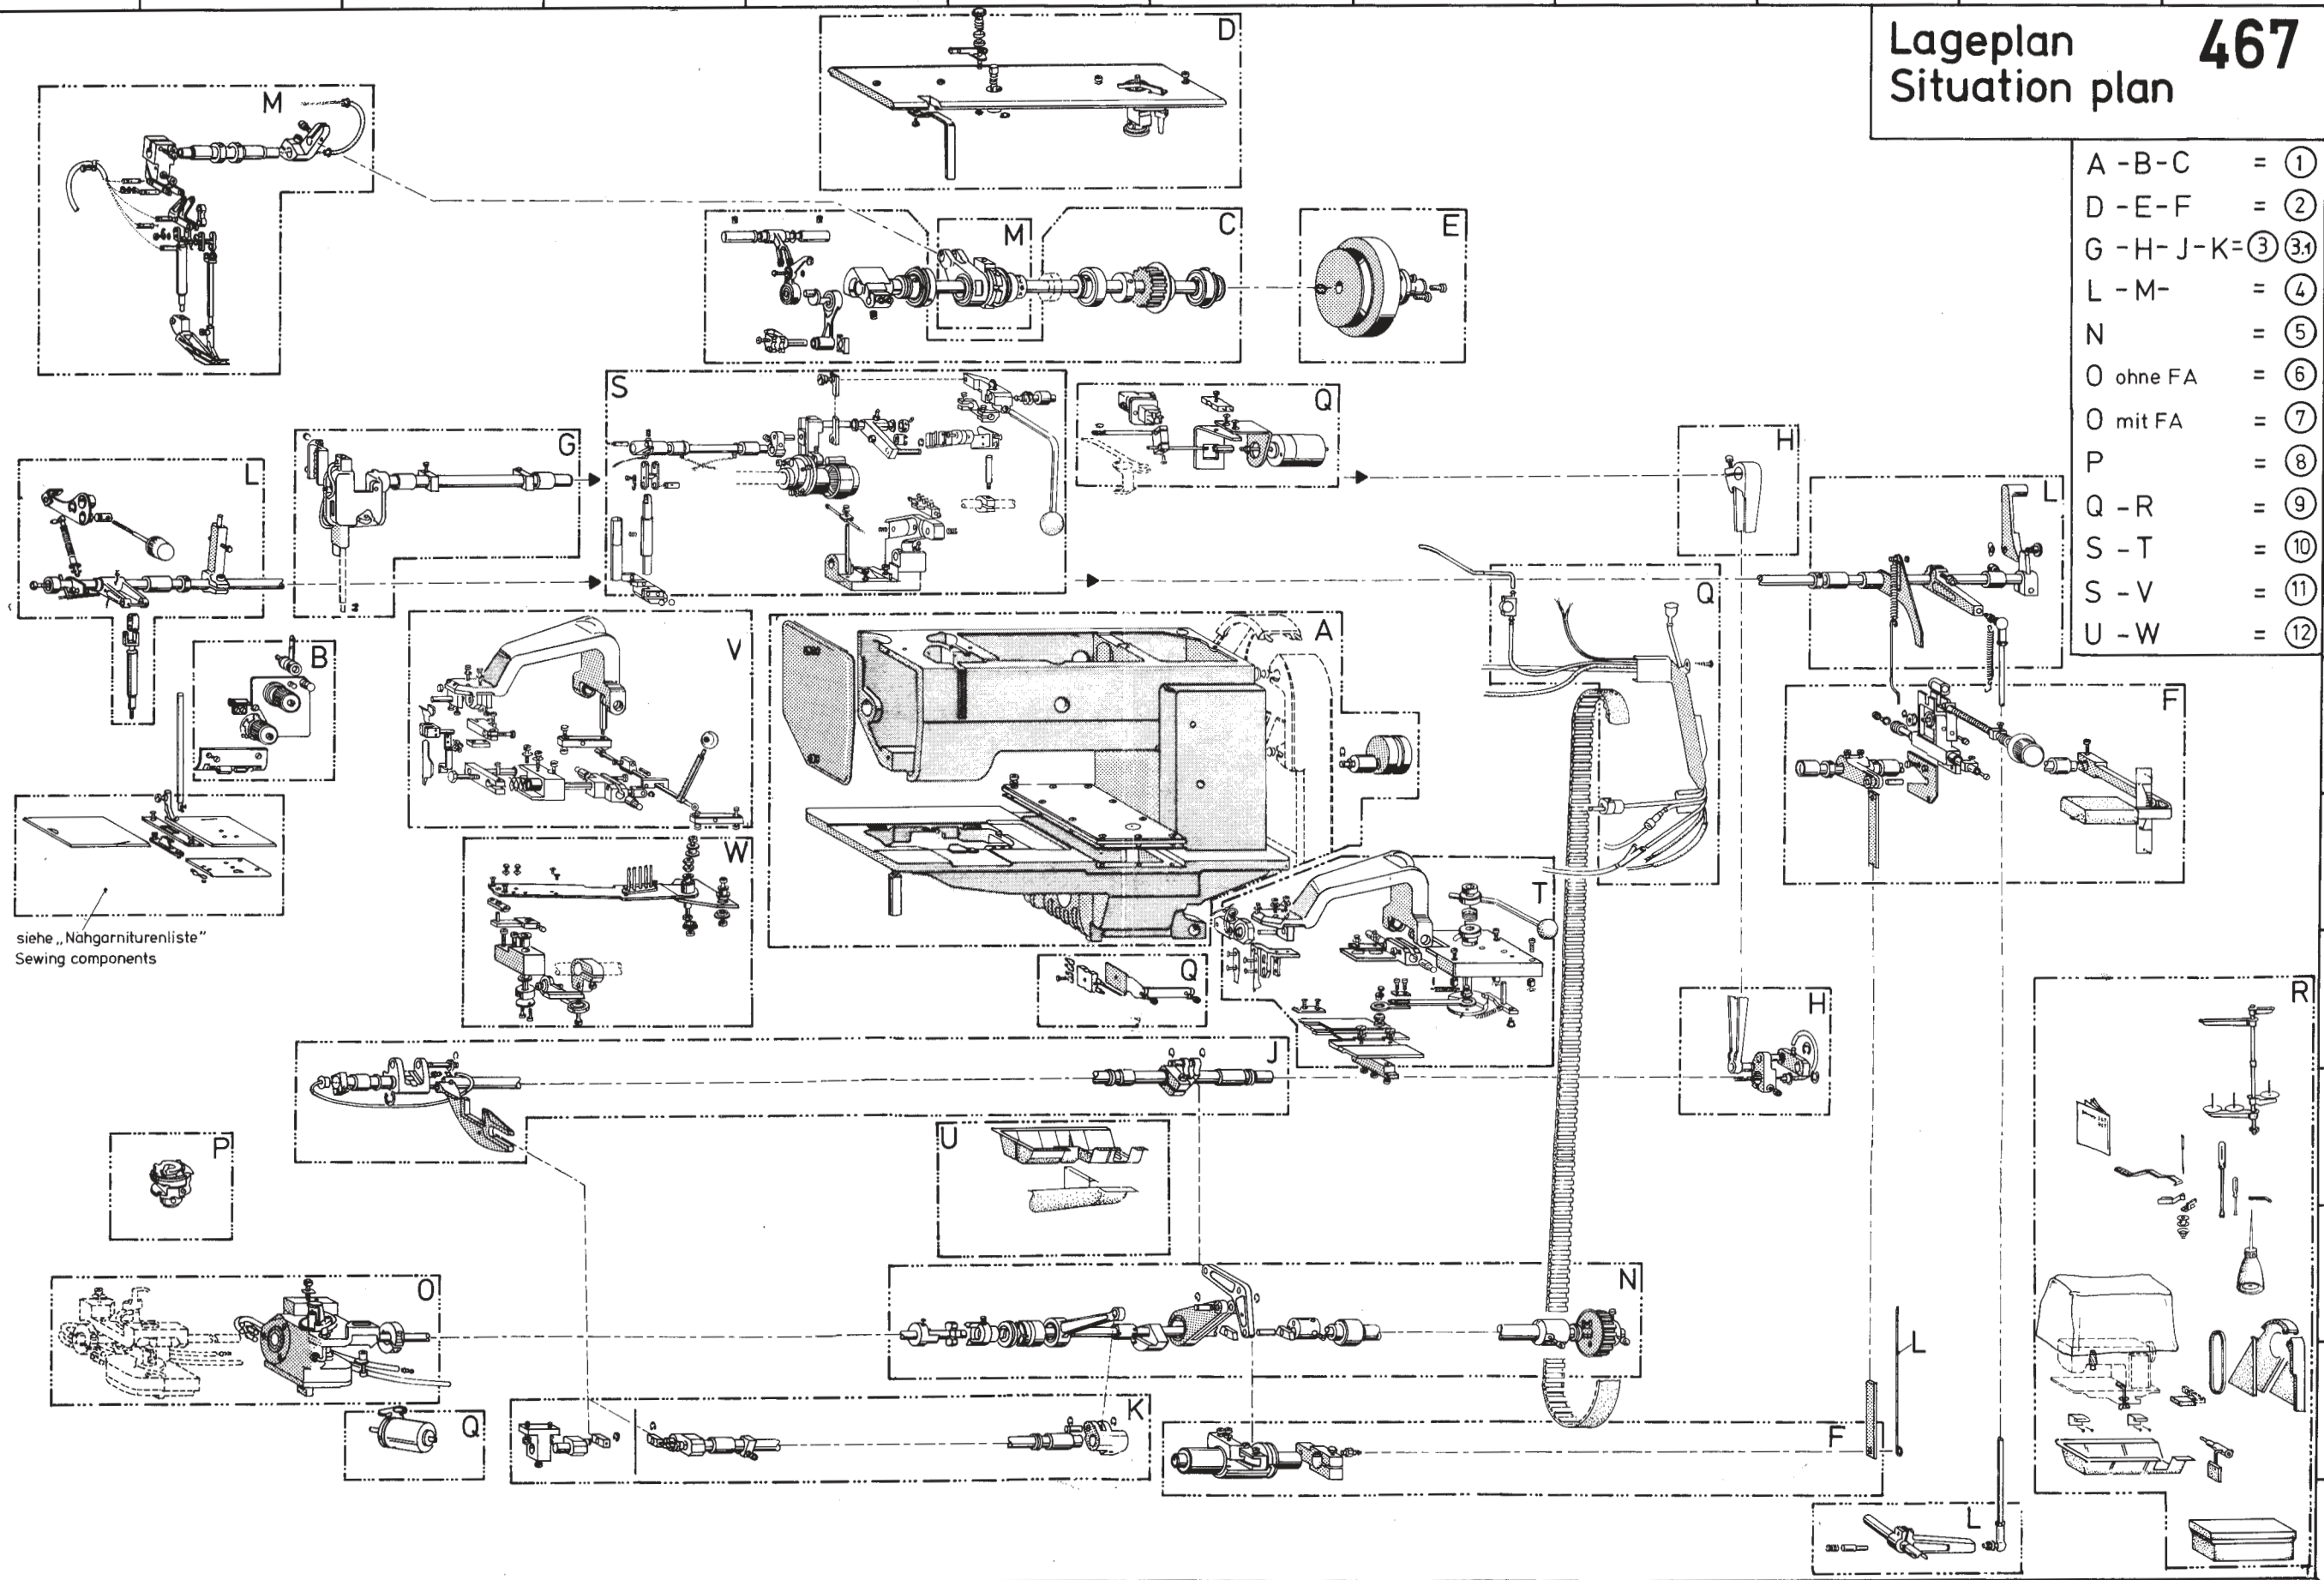 Lageplan 467
Situation plan
A - B - C = 1
D - E - F = 2
G - H - J - K = 3 3.1
L - M - = 4
N = 5
O ohne FA = 6
O mit FA = 7
P = 8
Q - R = 9
S - T = 10
S - V = 11
U - W = 12
D
M
C
M
E
S
Q
G
H
L
L
Q
B
V
A
F
W
T
siehe „Nähgarniturenliste"
Sewing components
Q
H
R
J
P
U
O
N
L
Q
K
F
L